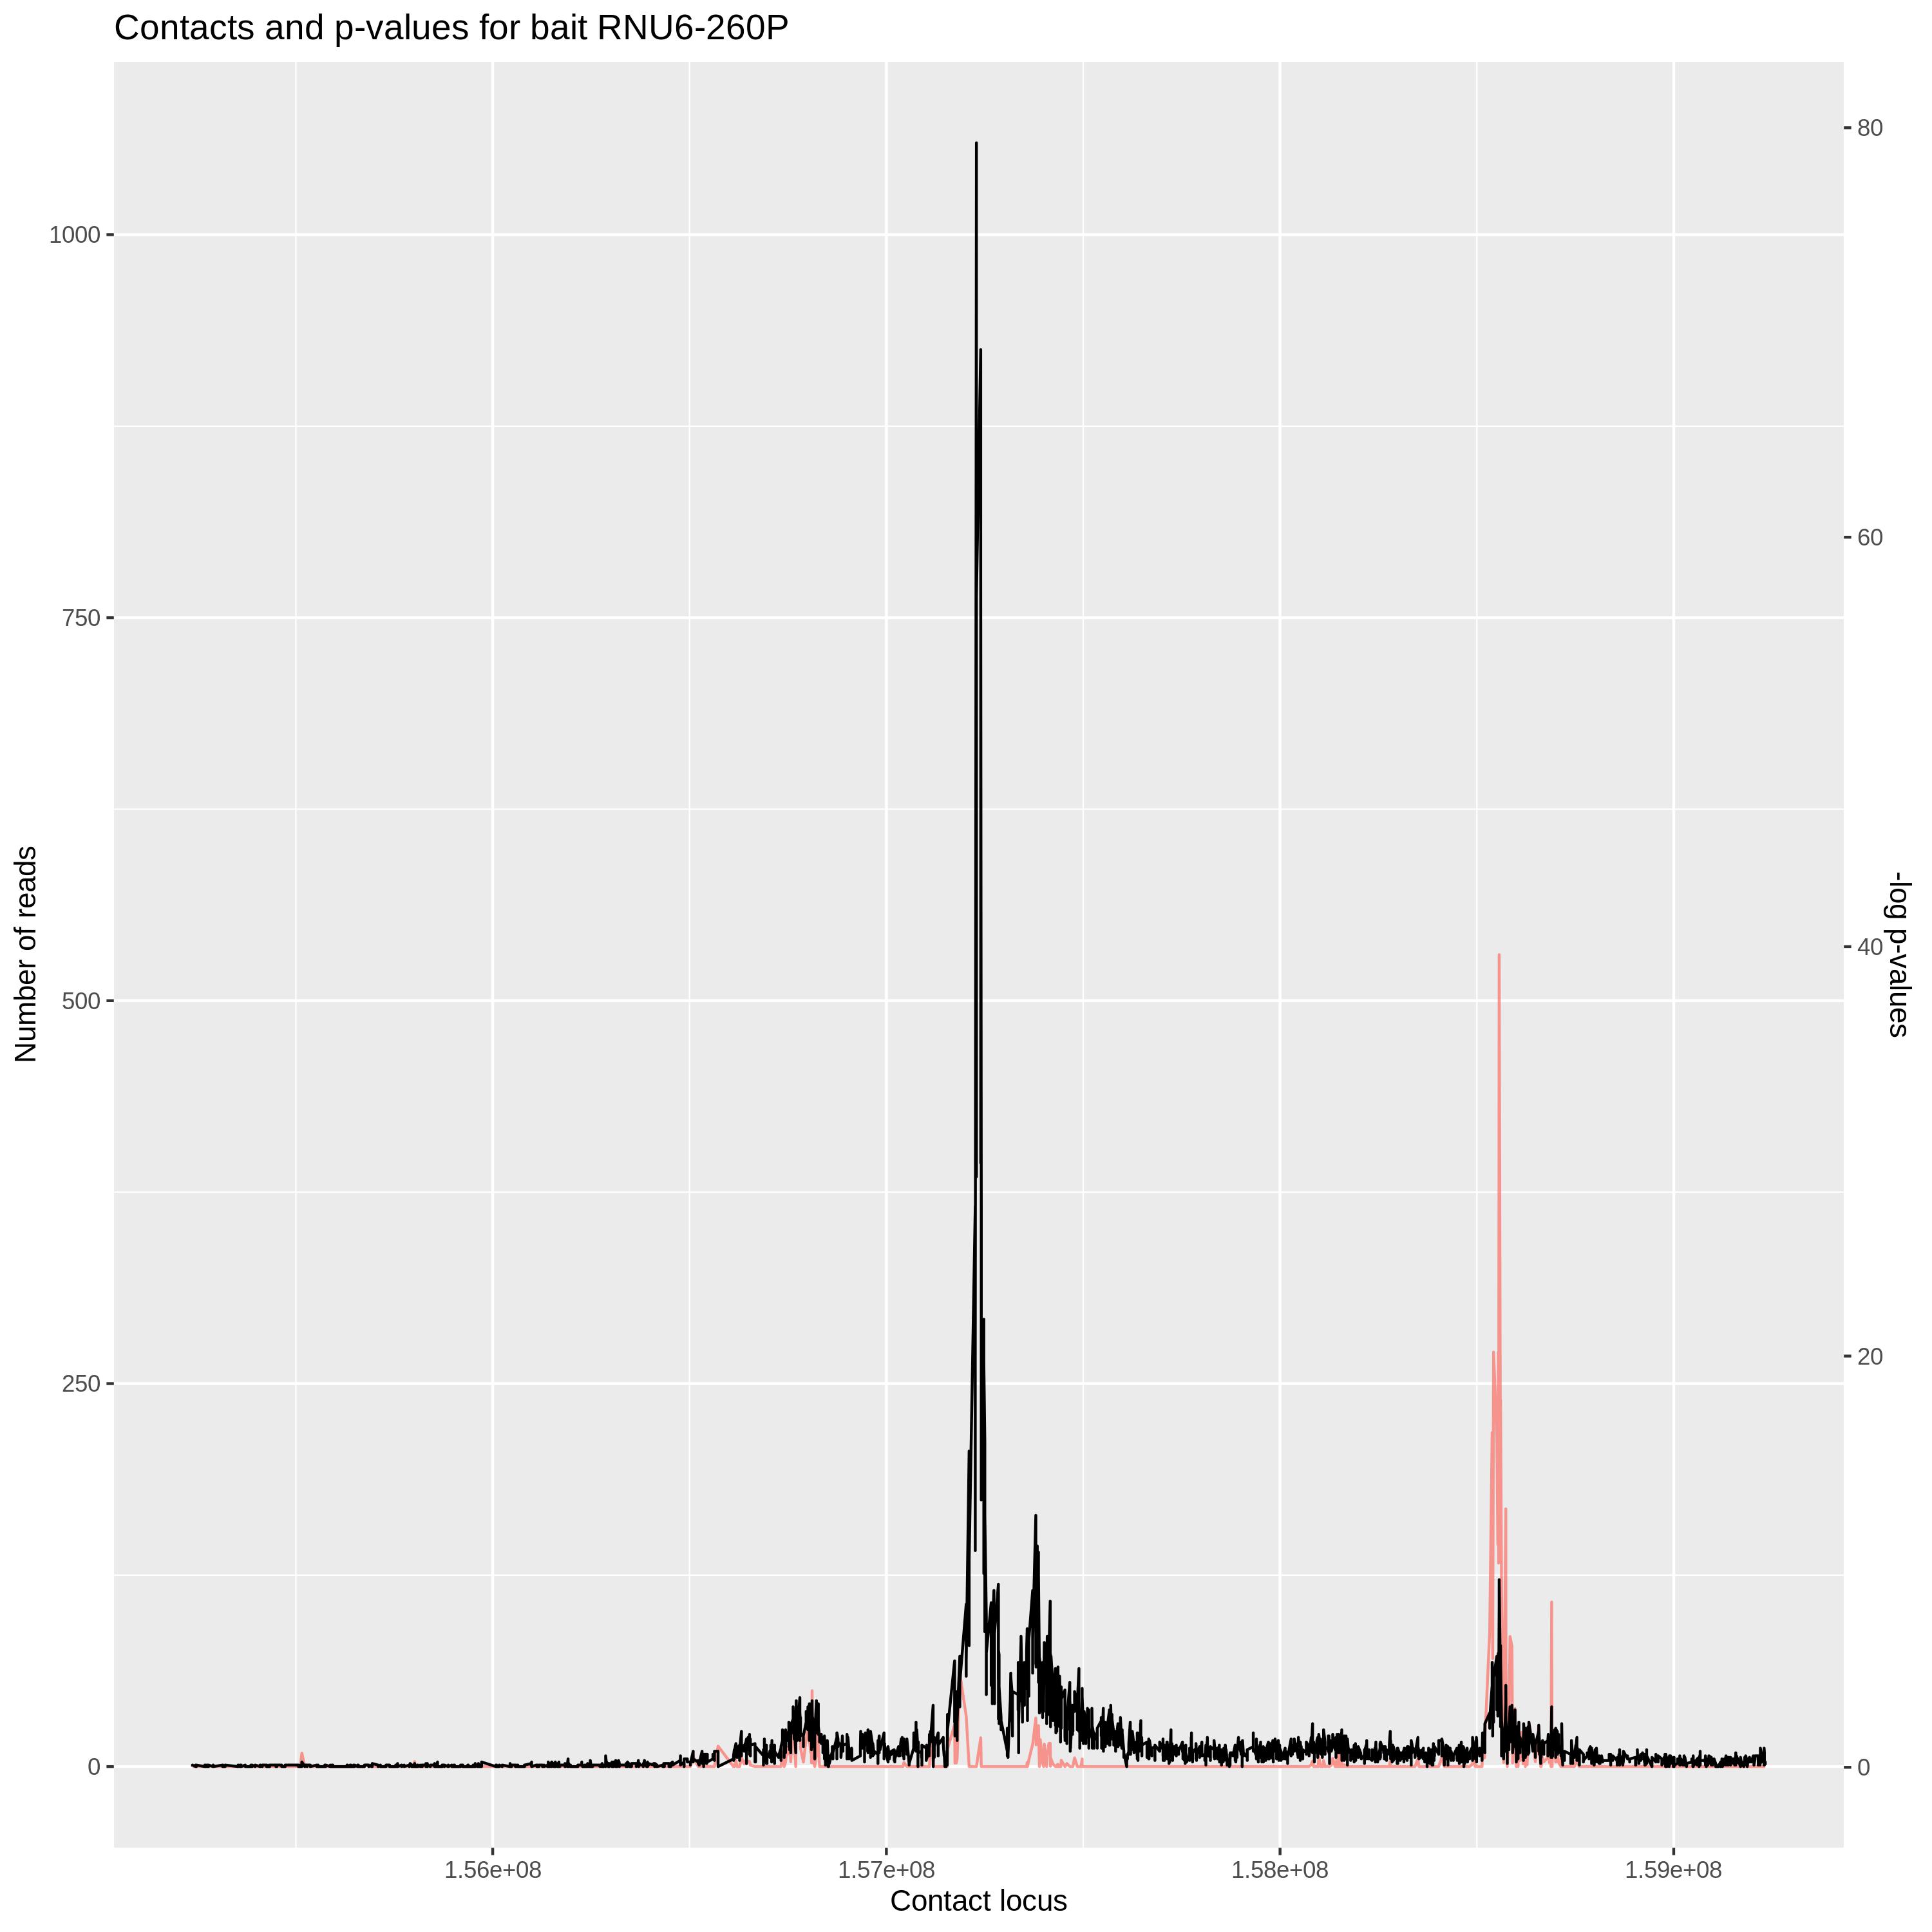 Contacts and p-values for bait RNU6-260P
1000
750
500
250
0
Number of reads
80
60
40
20
0
-log p-values
1.56e+08
1.57e+08
1.58e+08
1.59e+08
Contact locus